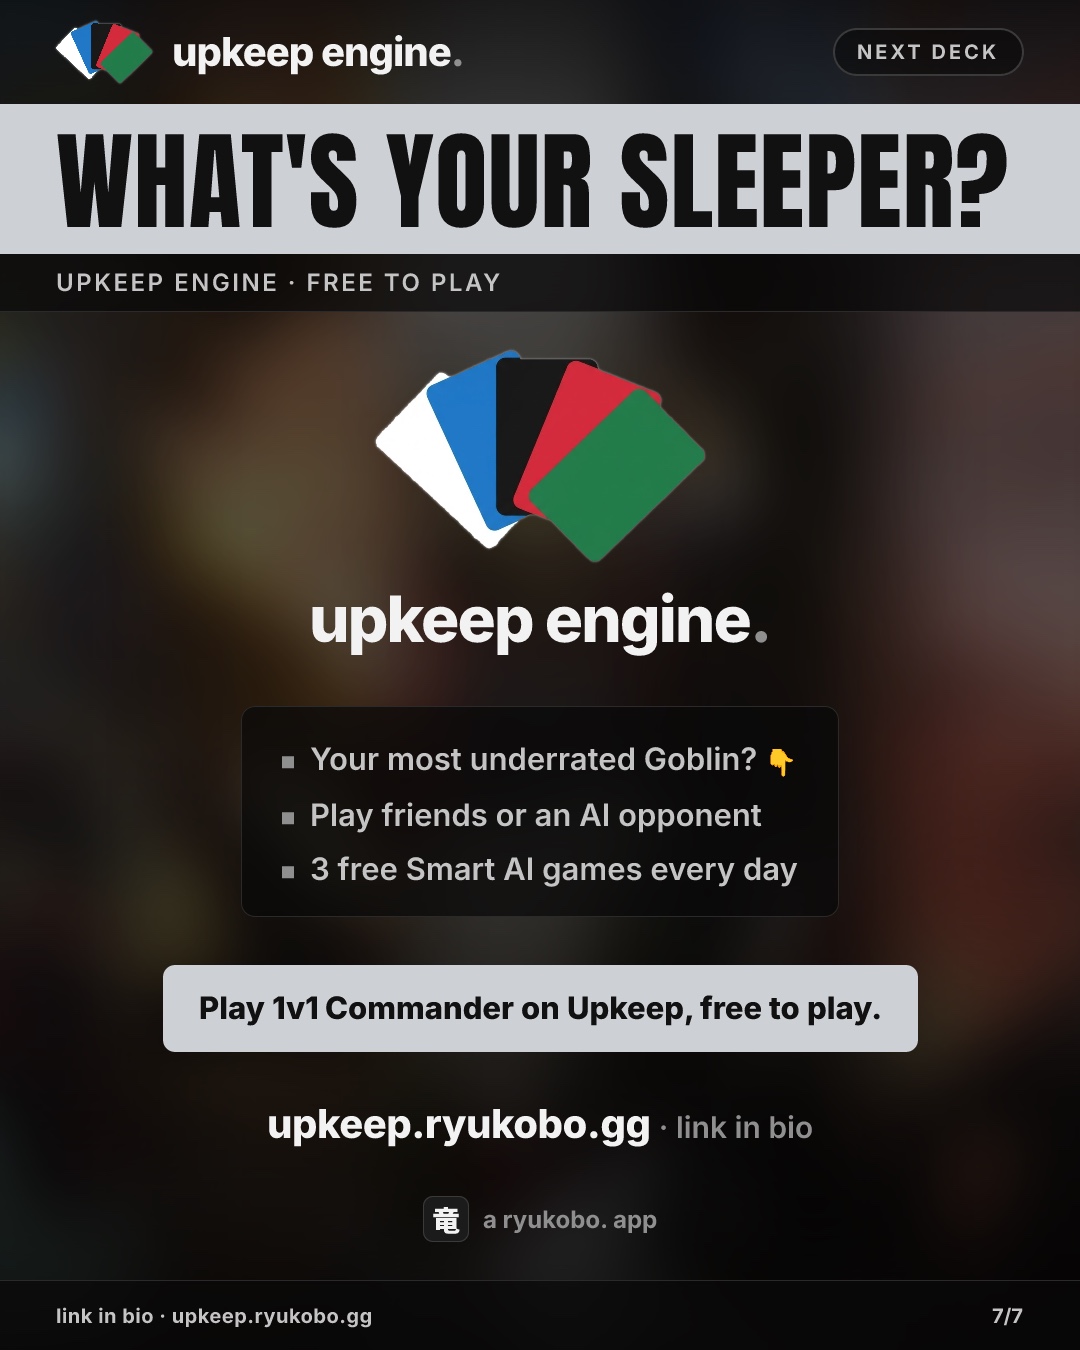 upkeep engine.
NEXT DECK
WHAT'S YOUR SLEEPER?
UPKEEP ENGINE · FREE TO PLAY
upkeep engine.
▪ Your most underrated Goblin? 👇
▪ Play friends or an AI opponent
▪ 3 free Smart AI games every day
Play 1v1 Commander on Upkeep, free to play.
upkeep.ryukobo.gg · link in bio
竜 a ryukobo. app
link in bio · upkeep.ryukobo.gg
7/7